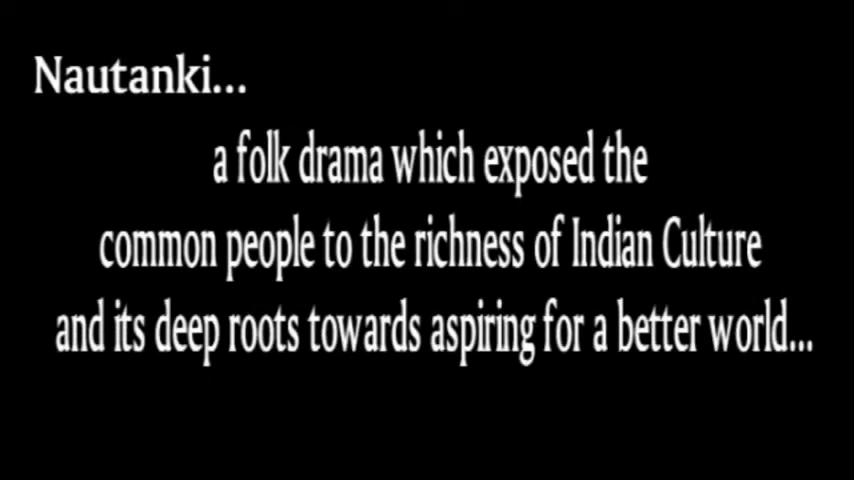 Nautanki...
a folk drama which exposed the
common people to the richness of Indian Culture
and its deep roots towards aspiring for a better world...